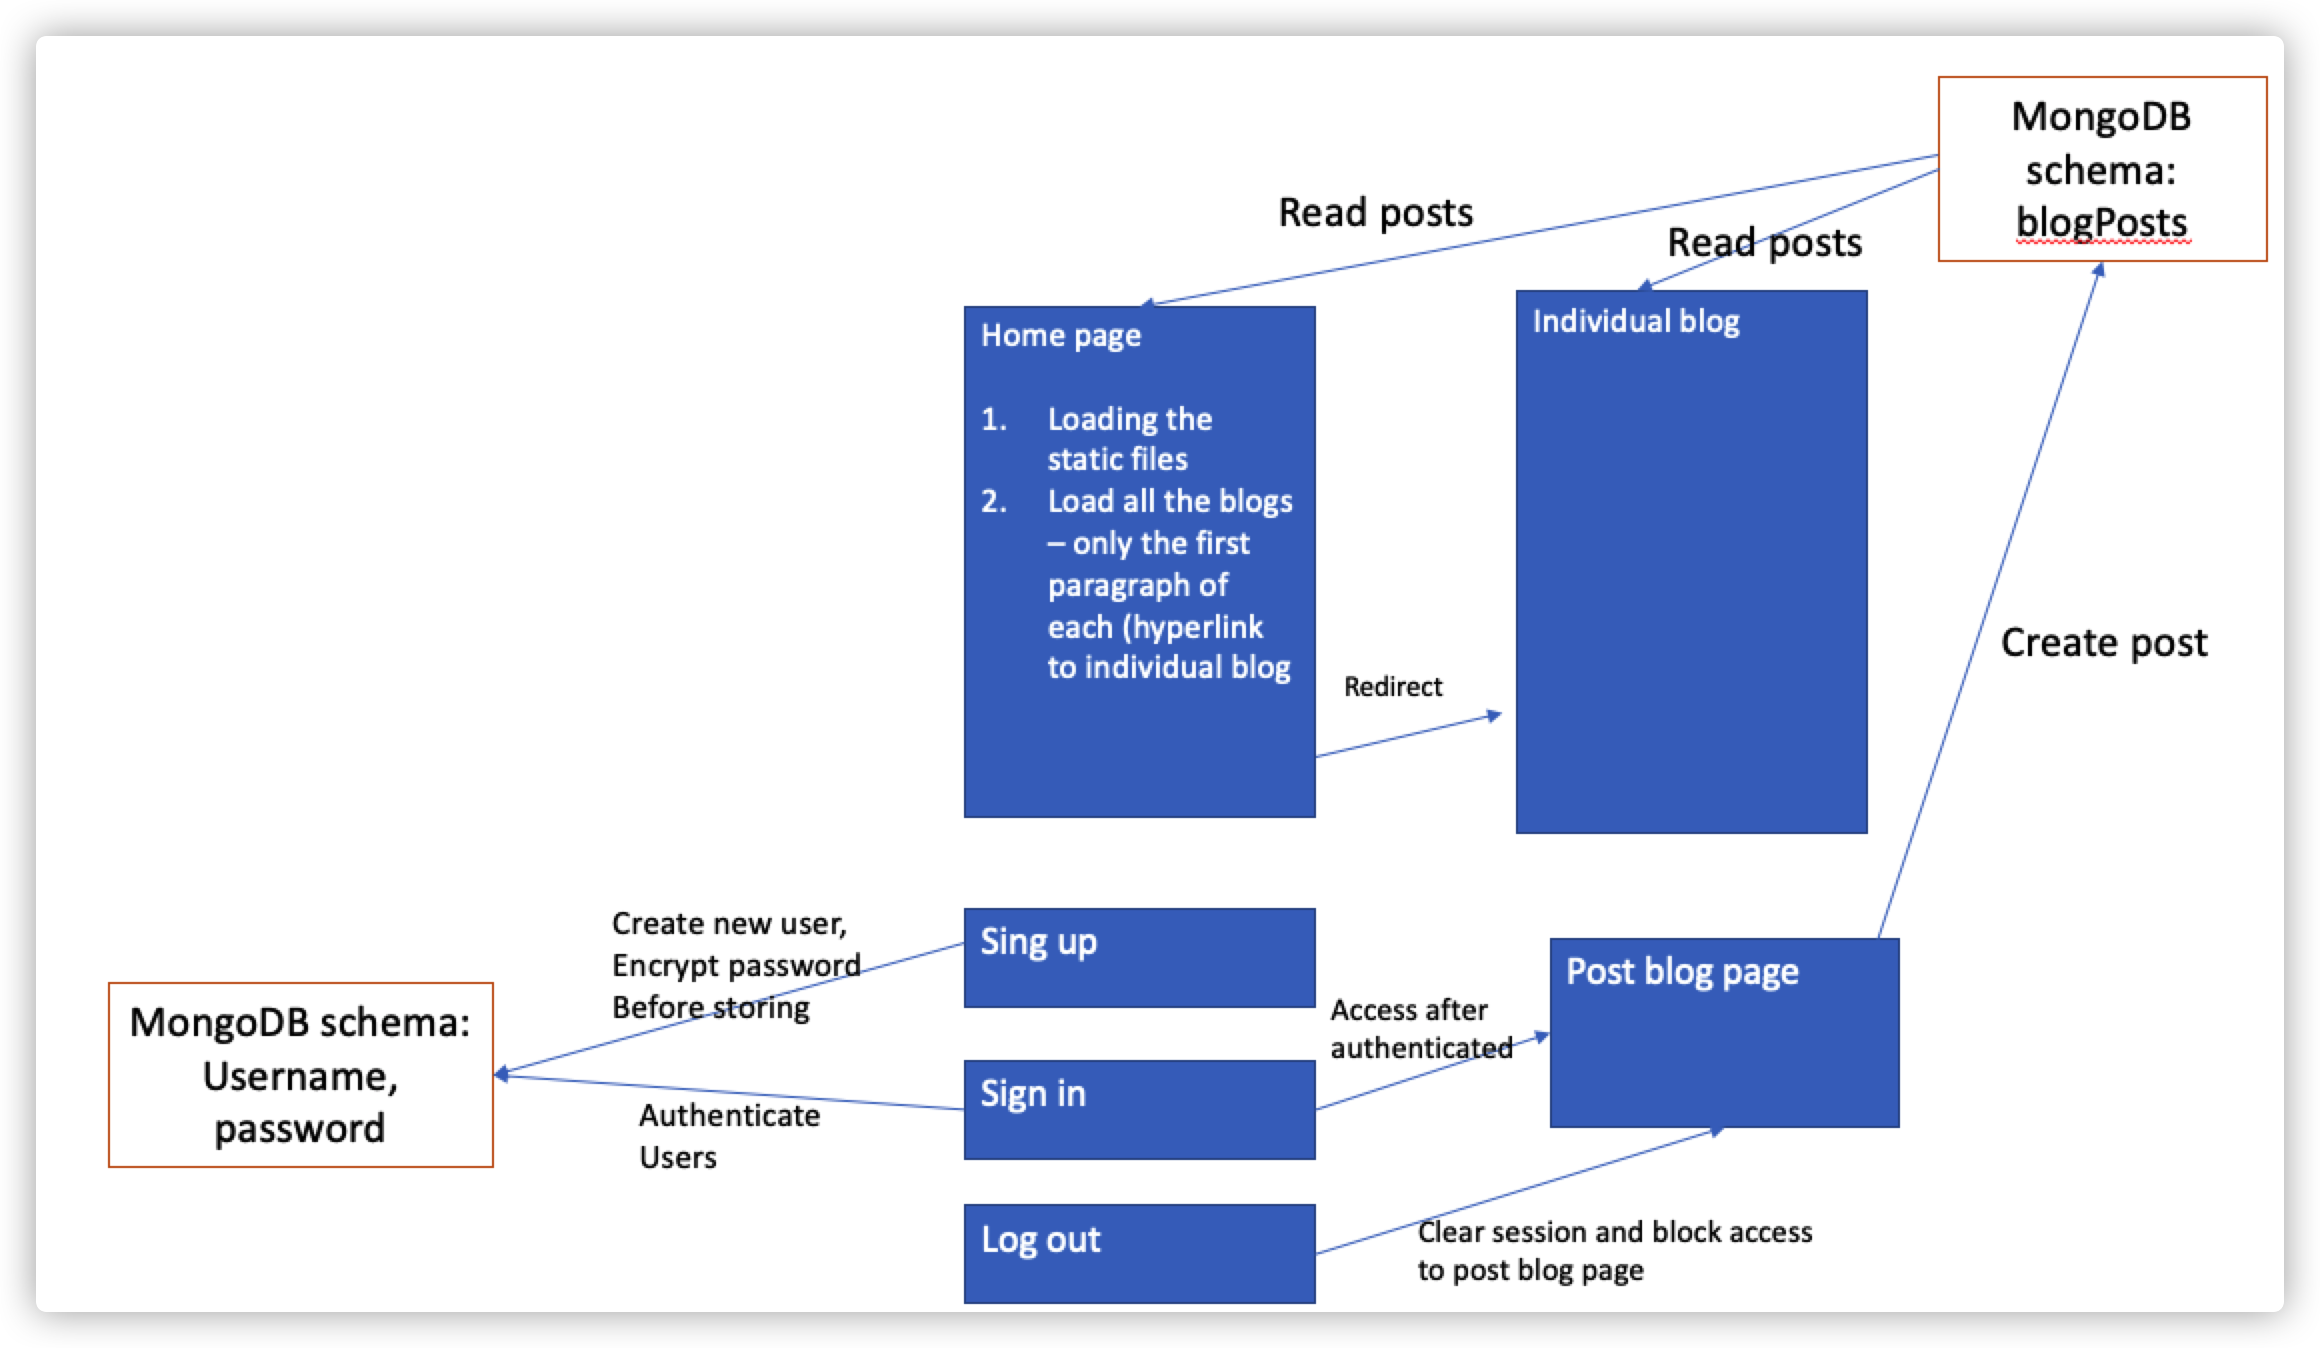 MongoDB
schema:
blogPosts
Read posts
Read posts
Home page
1. Loading the
static files
2. Load all the blogs
– only the first
paragraph of
each (hyperlink
to individual blog
Individual blog
Redirect
Create post
Create new user,
Encrypt password
Before storing
Sing up
MongoDB schema:
Username,
password
Authenticate
Users
Sign in
Access after
authenticated
Post blog page
Log out
Clear session and block access
to post blog page